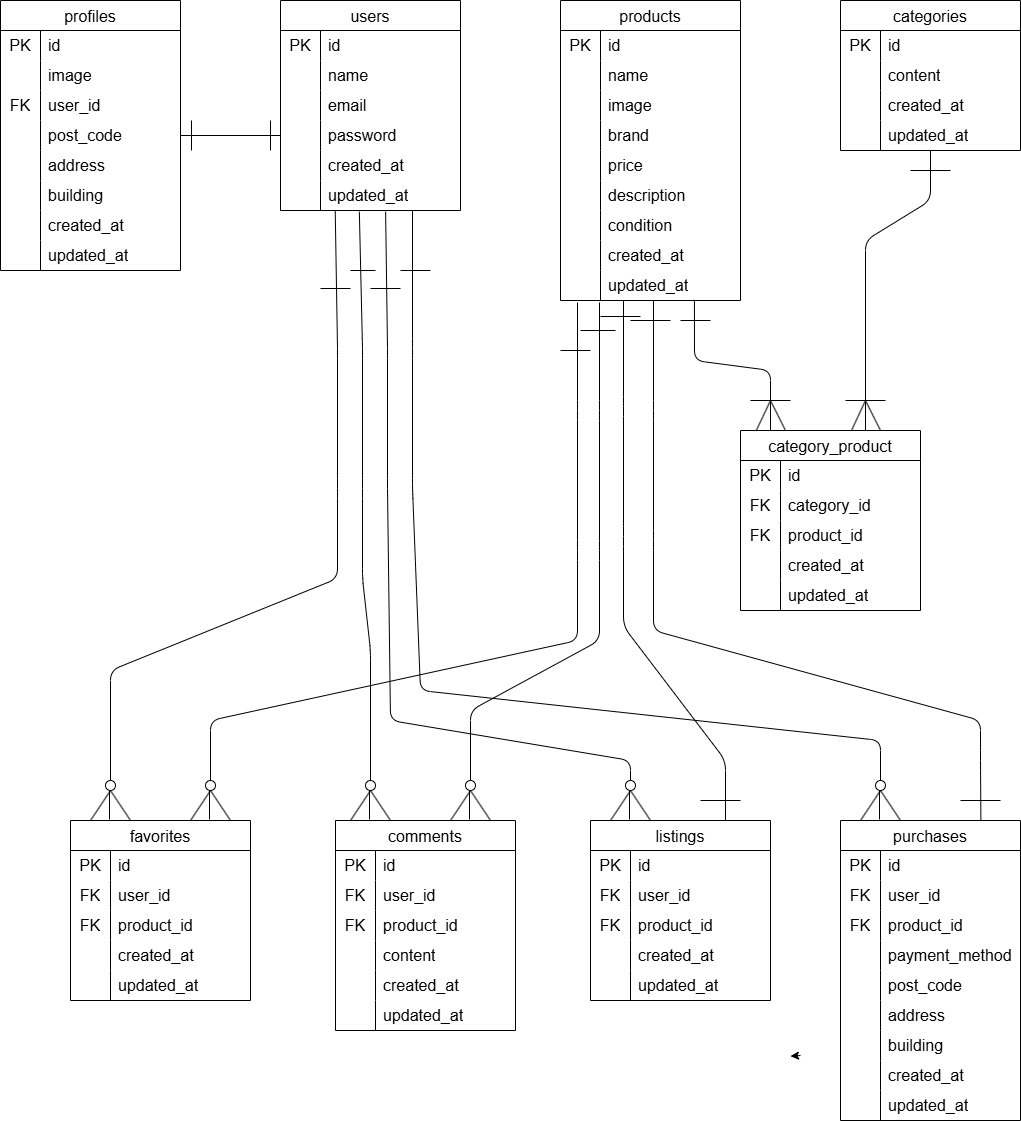 profiles
PK id
image
FK user_id
post_code
address
building
created_at
updated_at
users
PK id
name
email
password
created_at
updated_at
products
PK id
name
image
brand
price
description
condition
created_at
updated_at
categories
PK id
content
created_at
updated_at
category_product
PK id
FK category_id
FK product_id
created_at
updated_at
favorites
PK id
FK user_id
FK product_id
created_at
updated_at
comments
PK id
FK user_id
FK product_id
content
created_at
updated_at
listings
PK id
FK user_id
FK product_id
created_at
updated_at
purchases
PK id
FK user_id
FK product_id
payment_method
post_code
address
building
created_at
updated_at